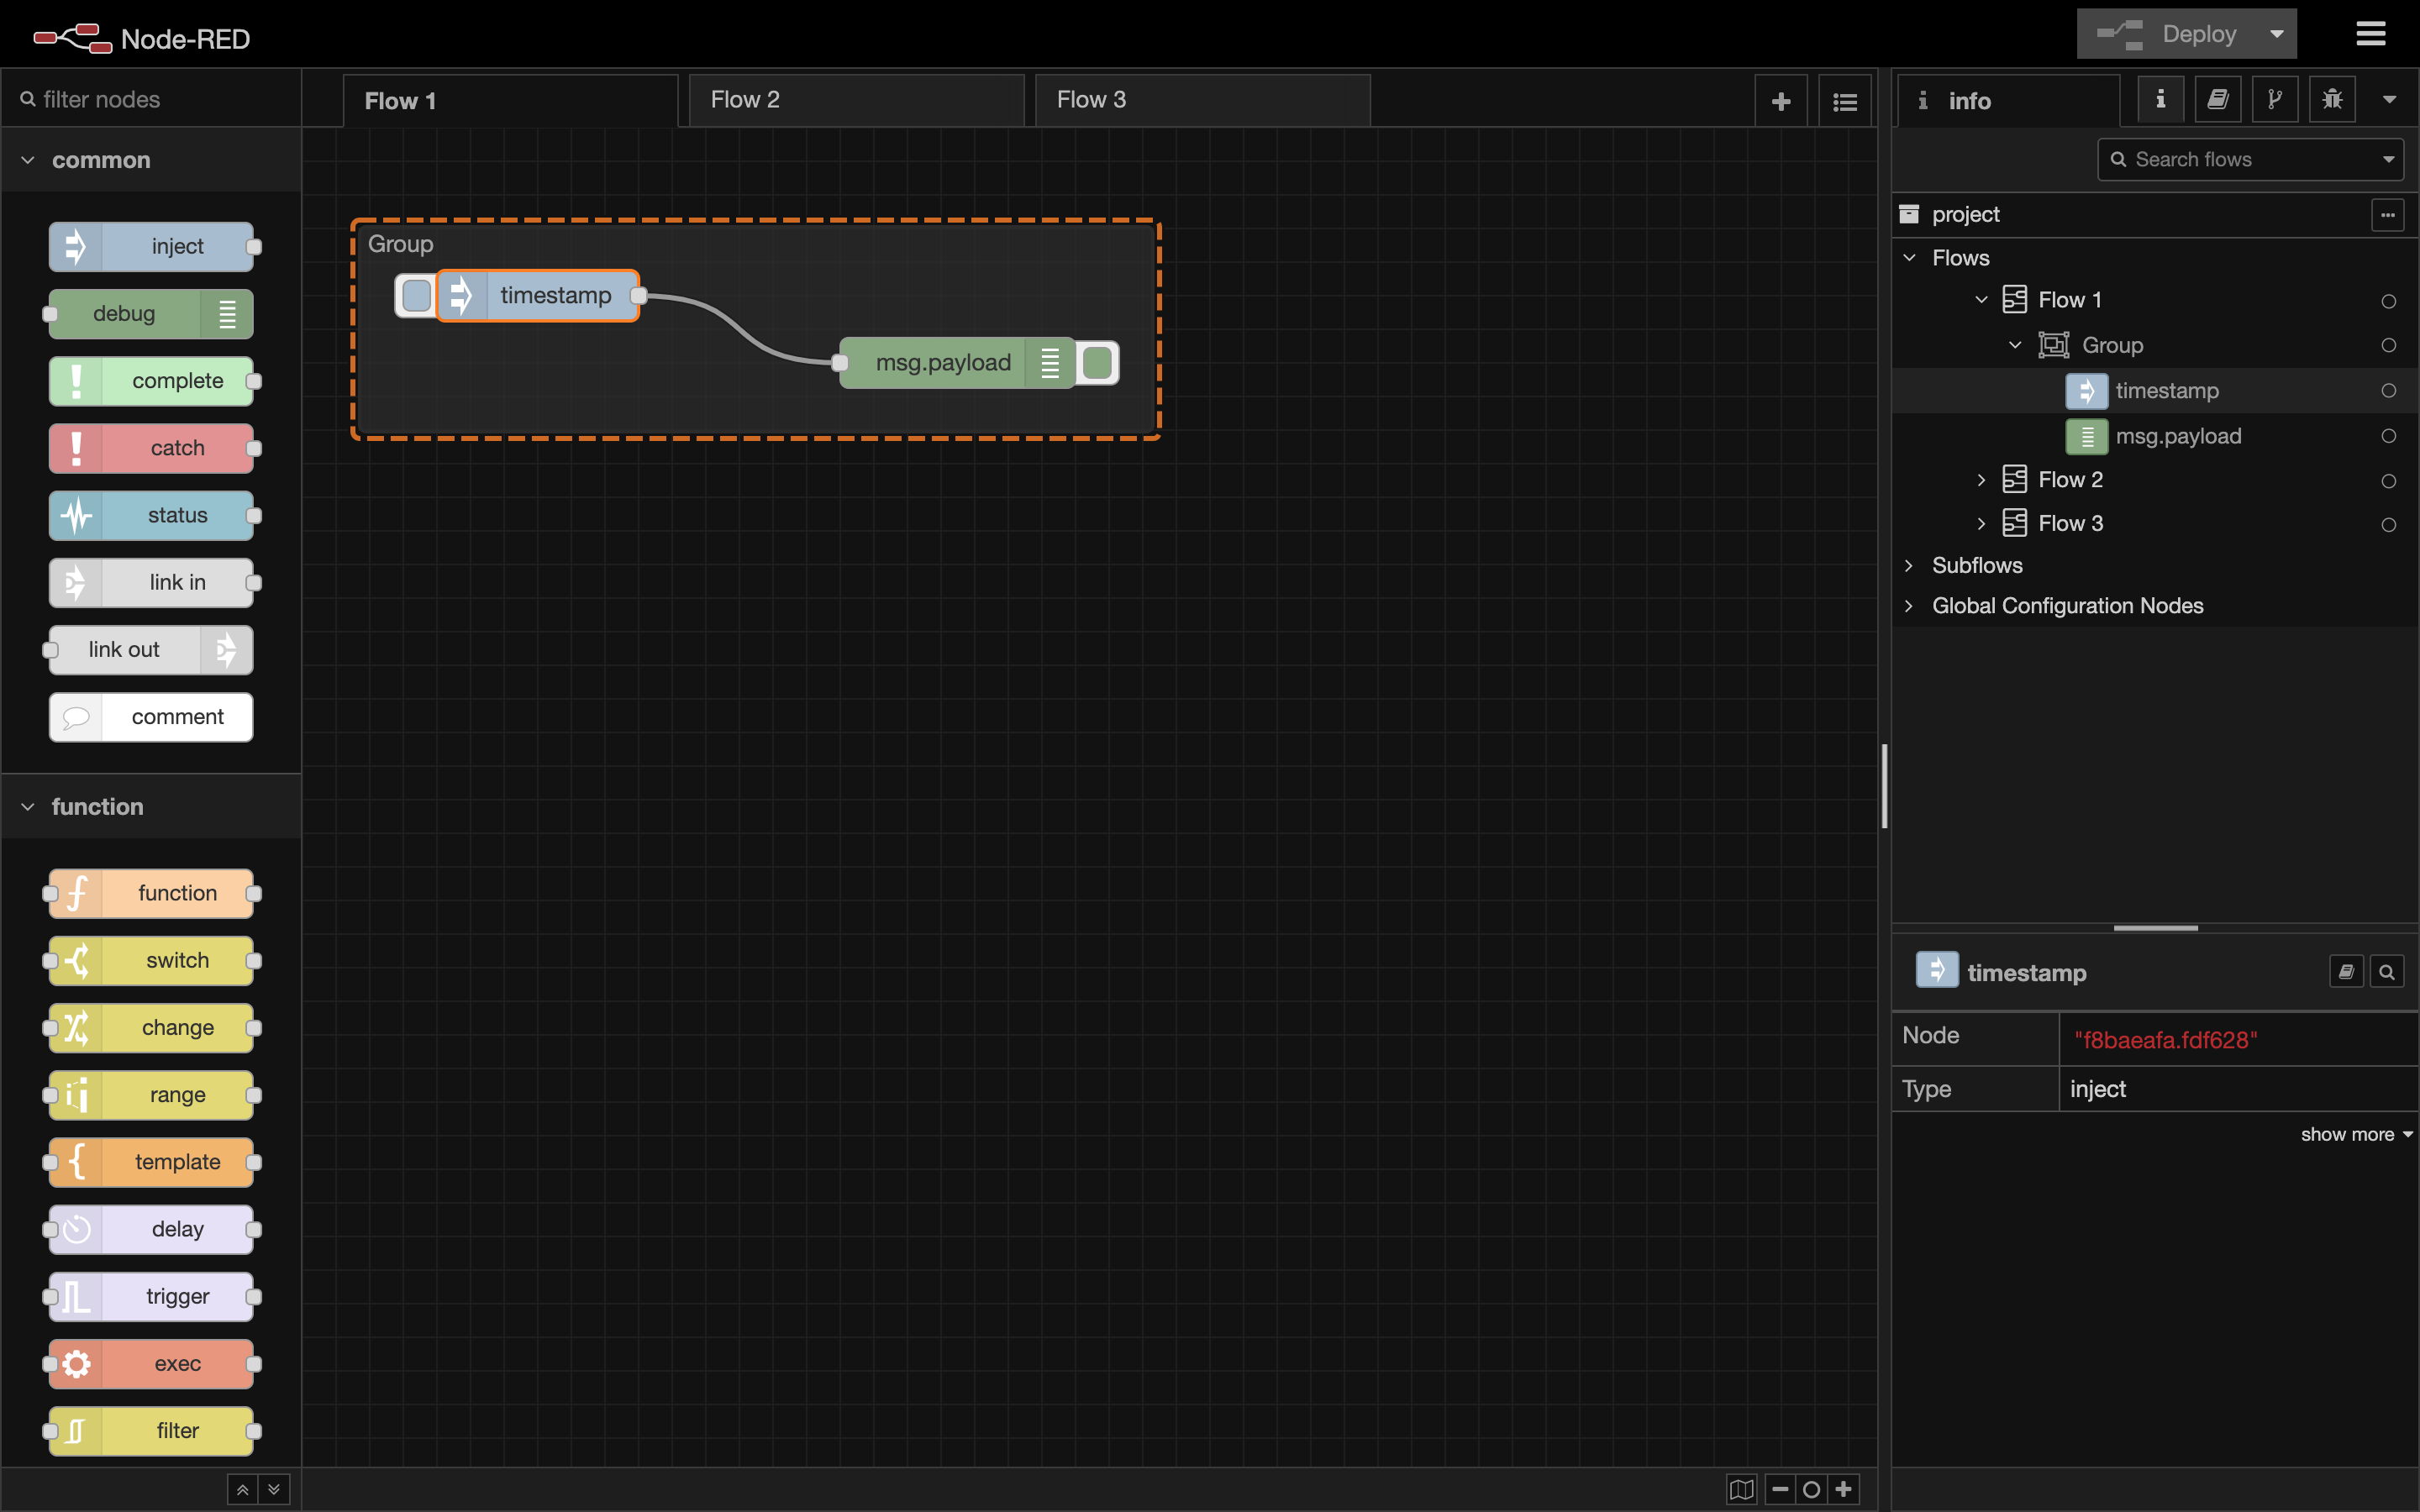 Node-RED
Deploy
filter nodes
common
inject
debug
complete
catch
status
link in
link out
comment
function
function
switch
change
range
template
delay
trigger
exec
filter
Flow 1
Flow 2
Flow 3
Group
timestamp
msg.payload
info
Search flows
project
Flows
Flow 1
Group
timestamp
msg.payload
Flow 2
Flow 3
Subflows
Global Configuration Nodes
timestamp
Node "f8baeafa.fdf628"
Type inject
show more